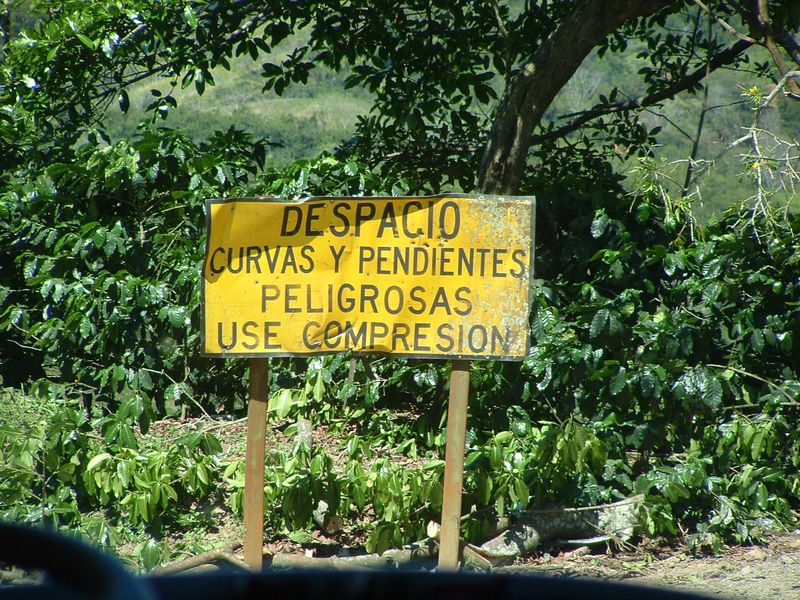 DESPACIO
CURVAS Y PENDIENTES
PELIGROSAS
USE COMPRESION